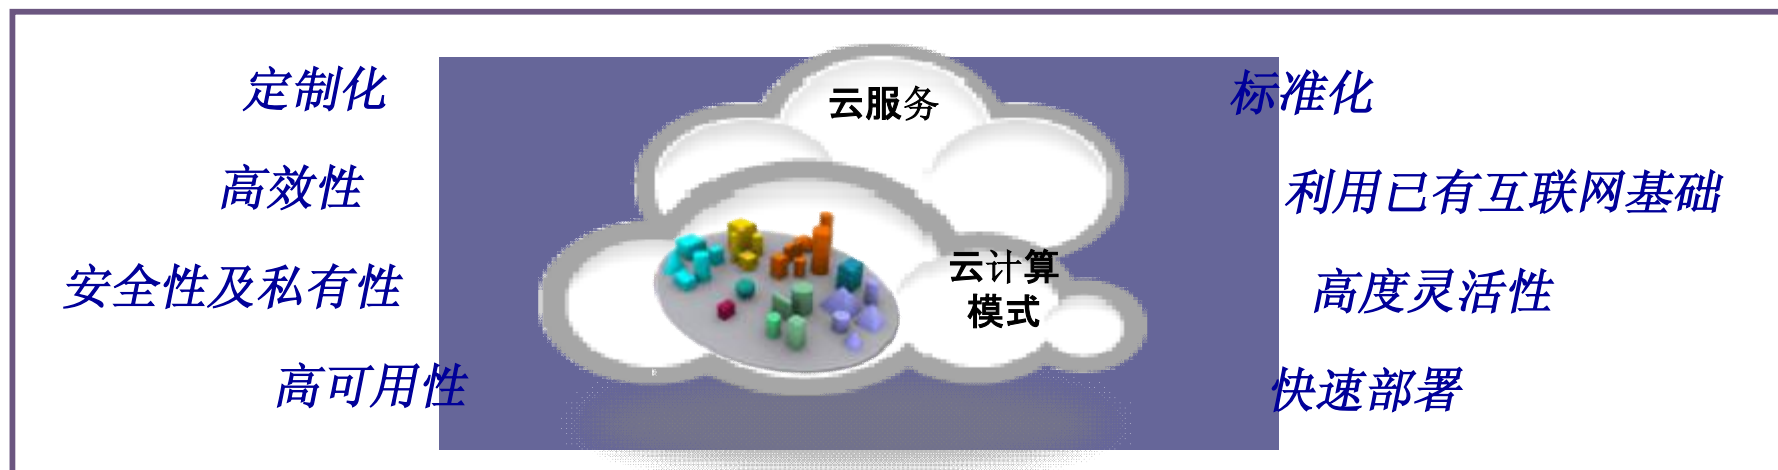 定制化
高效性
安全性及私有性
高可用性
云服务
云计算
模式
标准化
利用已有互联网基础
高度灵活性
快速部署